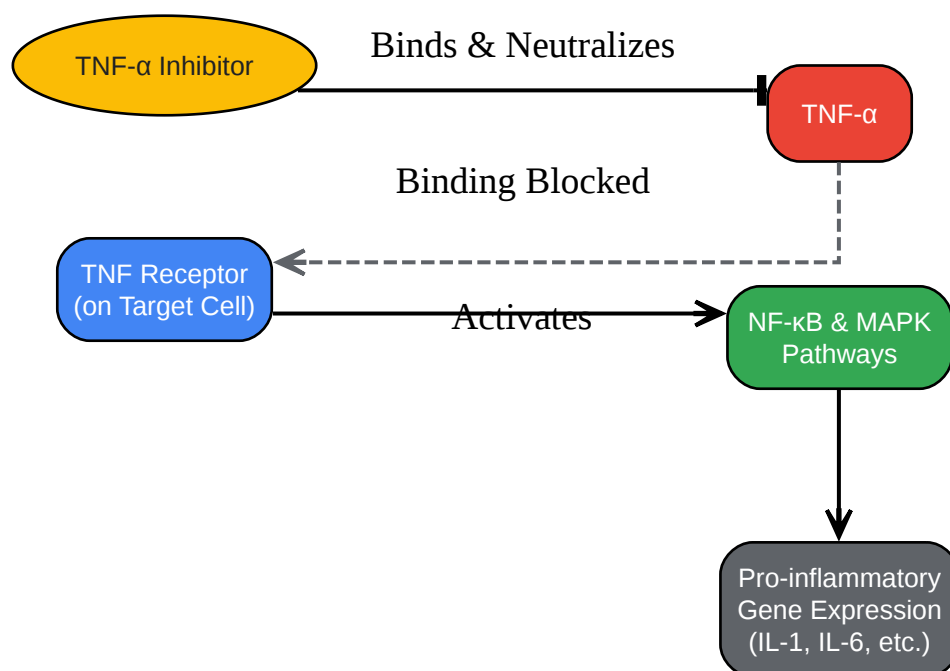 TNF-α Inhibitor
Binds & Neutralizes
TNF-α
Binding Blocked
TNF Receptor
(on Target Cell)
Activates
NF-κB & MAPK
Pathways
Pro-inflammatory
Gene Expression
(IL-1, IL-6, etc.)